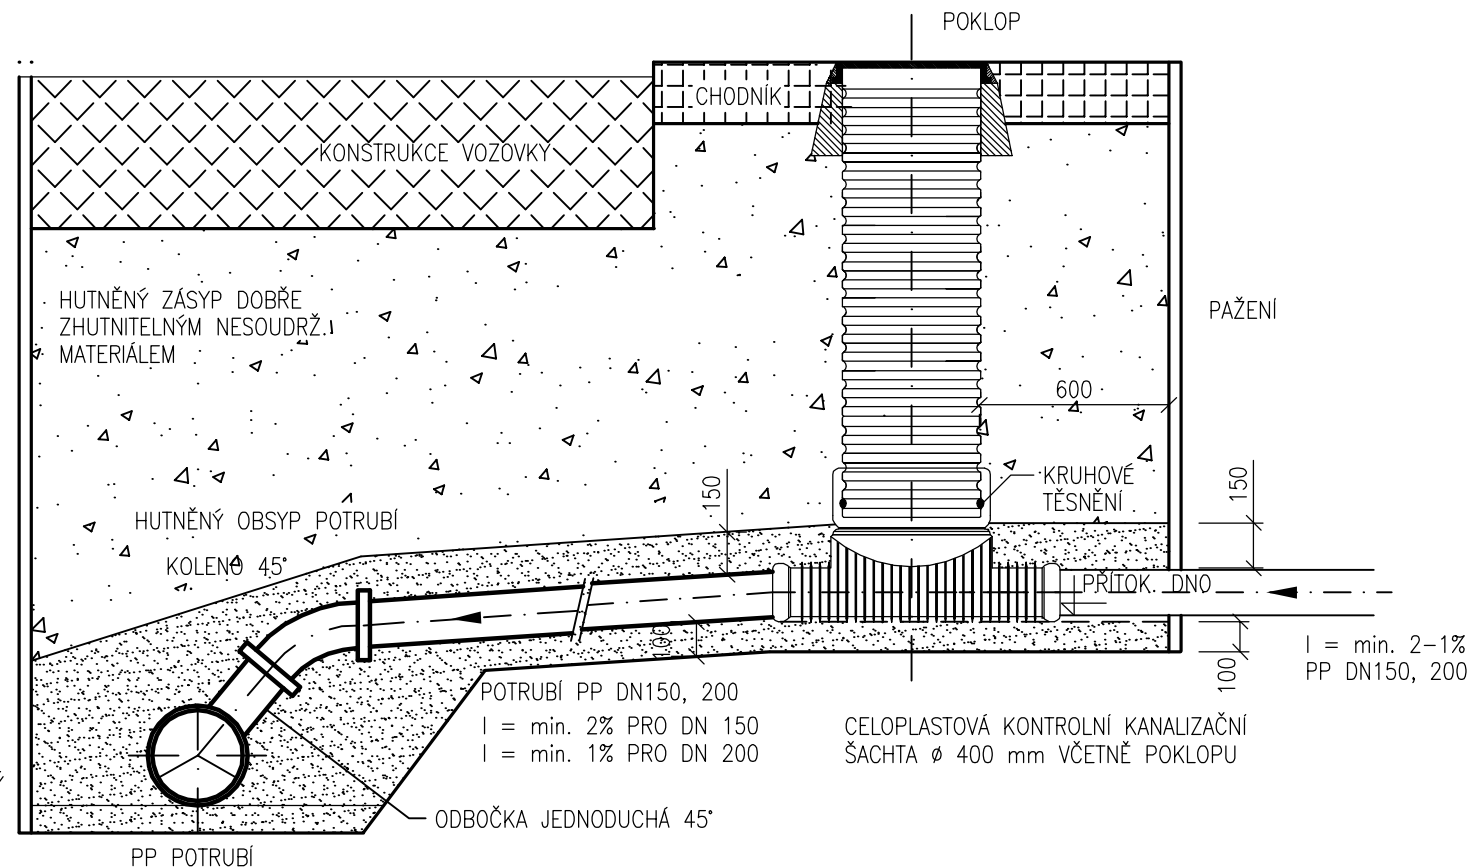 POKLOP
CHODNÍK
KONSTRUKCE VOZOVKY
HUTNĚNÝ ZÁSYP DOBŘE
ZHUTNITELNÝM NESOUDRŽ.
MATERIÁLEM
PAŽENÍ
600
KRUHOVÉ
TĚSNĚNÍ
150
150
HUTNĚNÝ OBSYP POTRUBÍ
KOLENO 45°
PŘÍTOK DNO
100
100
I = min. 2-1%
PP DN150, 200
POTRUBÍ PP DN150, 200
I = min. 2% PRO DN 150
I = min. 1% PRO DN 200
CELOPLASTOVÁ KONTROLNÍ KANALIZAČNÍ
ŠACHTA Ø 400 mm VČETNĚ POKLOPU
ODBOČKA JEDNODUCHÁ 45°
PP POTRUBÍ